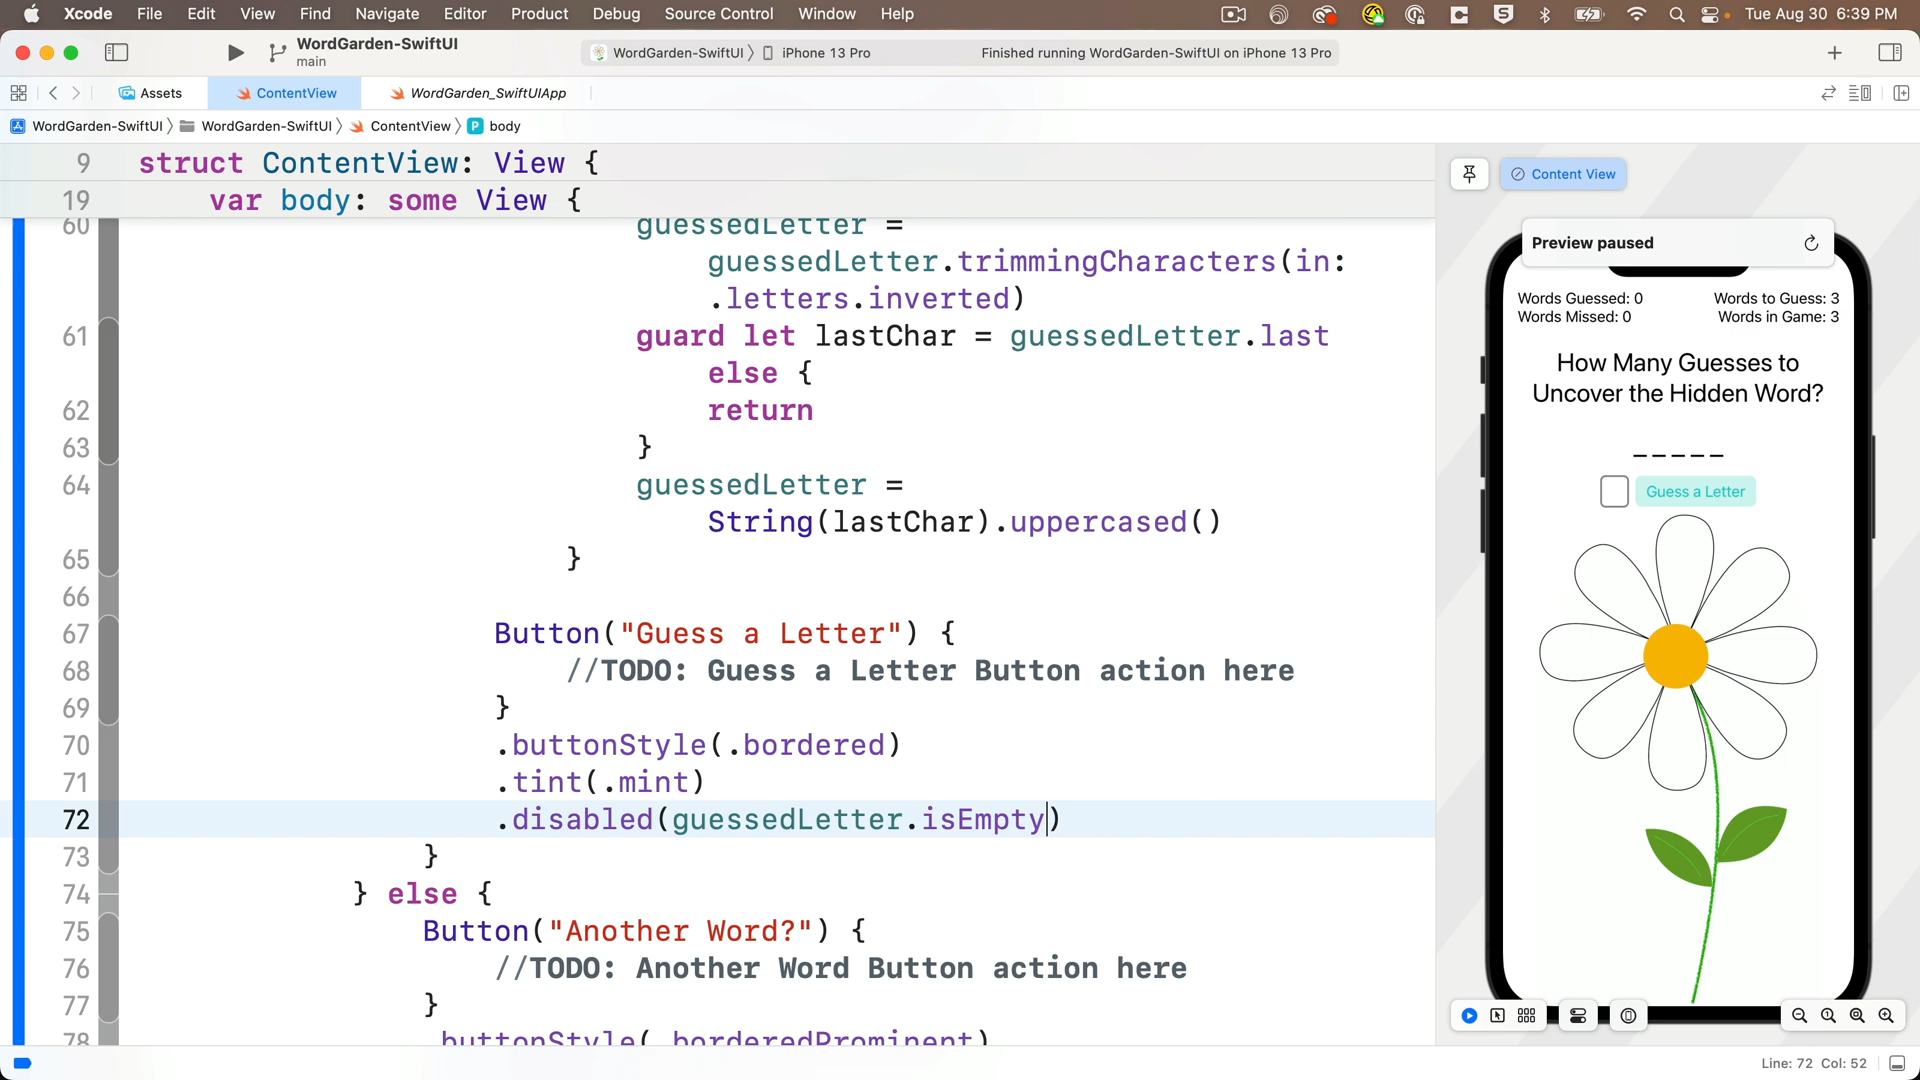 Xcode File Edit View Find Navigate Editor Product Debug Source Control Window Help Tue Aug 30 6:39 PM
WordGarden-SwiftUI
main
WordGarden-SwiftUI iPhone 13 Pro Finished running WordGarden-SwiftUI on iPhone 13 Pro
Assets ContentView WordGarden_SwiftUIApp
WordGarden-SwiftUI WordGarden-SwiftUI ContentView P body
9 struct ContentView: View {
19 var body: some View {
60 guessedLetter =
guessedLetter.trimmingCharacters(in:
.letters.inverted)
61 guard let lastChar = guessedLetter.last
else {
62 return
63 }
64 guessedLetter =
String(lastChar).uppercased()
65 }
66
67 Button("Guess a Letter") {
68 //TODO: Guess a Letter Button action here
69 }
70 .buttonStyle(.bordered)
71 .tint(.mint)
72 .disabled(guessedLetter.isEmpty)
73 }
74 } else {
75 Button("Another Word?") {
76 //TODO: Another Word Button action here
77 }
78 .buttonStyle(.borderedProminent)
Content View
Preview paused
Words Guessed: 0 Words to Guess: 3
Words Missed: 0 Words in Game: 3
How Many Guesses to
Uncover the Hidden Word?
_ _ _ _ _
Guess a Letter
Line: 72 Col: 52